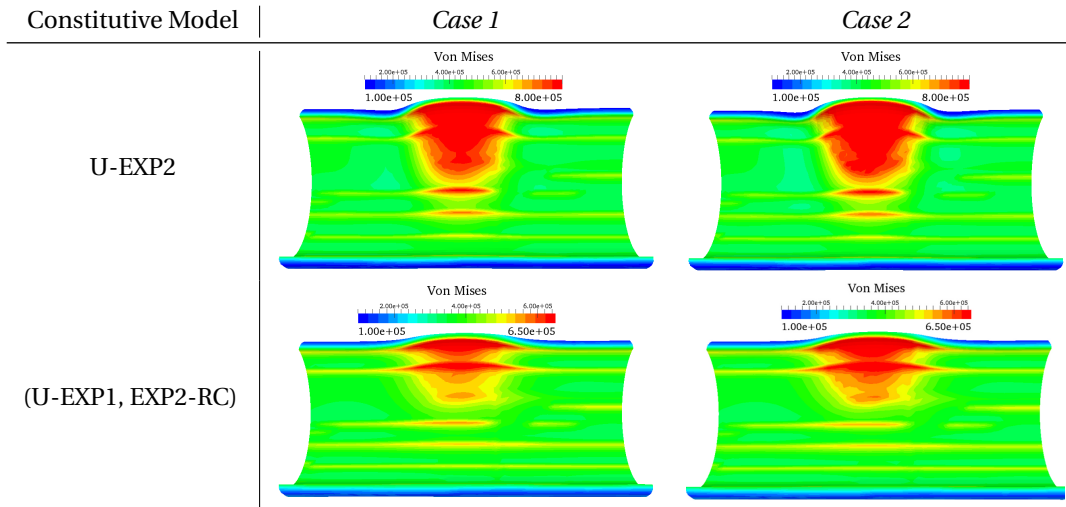 Constitutive Model Case 1 Case 2
Von Mises Von Mises
2.00e+05 4.00e+05 6.00e+05 2.00e+05 4.00e+05 6.00e+05
1.00e+05 8.00e+05 1.00e+05 8.00e+05
U-EXP2
Von Mises Von Mises
2.00e+05 4.00e+05 6.00e+05 2.00e+05 4.00e+05 6.00e+05
1.00e+05 6.50e+05 1.00e+05 6.50e+05
(U-EXP1, EXP2-RC)